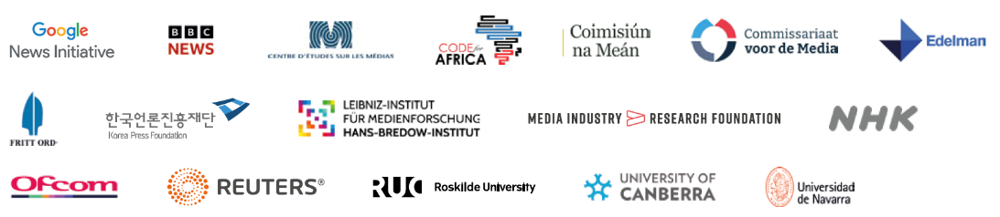 Google
News Initiative
BBC
NEWS
CENTRE D'ÉTUDES SUR LES MÉDIAS
CODE for
AFRICA
Coimisiún
na Meán
Commissariaat
voor de Media
Edelman
FRITT ORD
한국언론진흥재단
Korea Press Foundation
LEIBNIZ-INSTITUT
FÜR MEDIENFORSCHUNG
HANS-BREDOW-INSTITUT
MEDIA INDUSTRY RESEARCH FOUNDATION
NHK
Ofcom
REUTERS®
RUC Roskilde University
UNIVERSITY OF
CANBERRA
Universidad
de Navarra